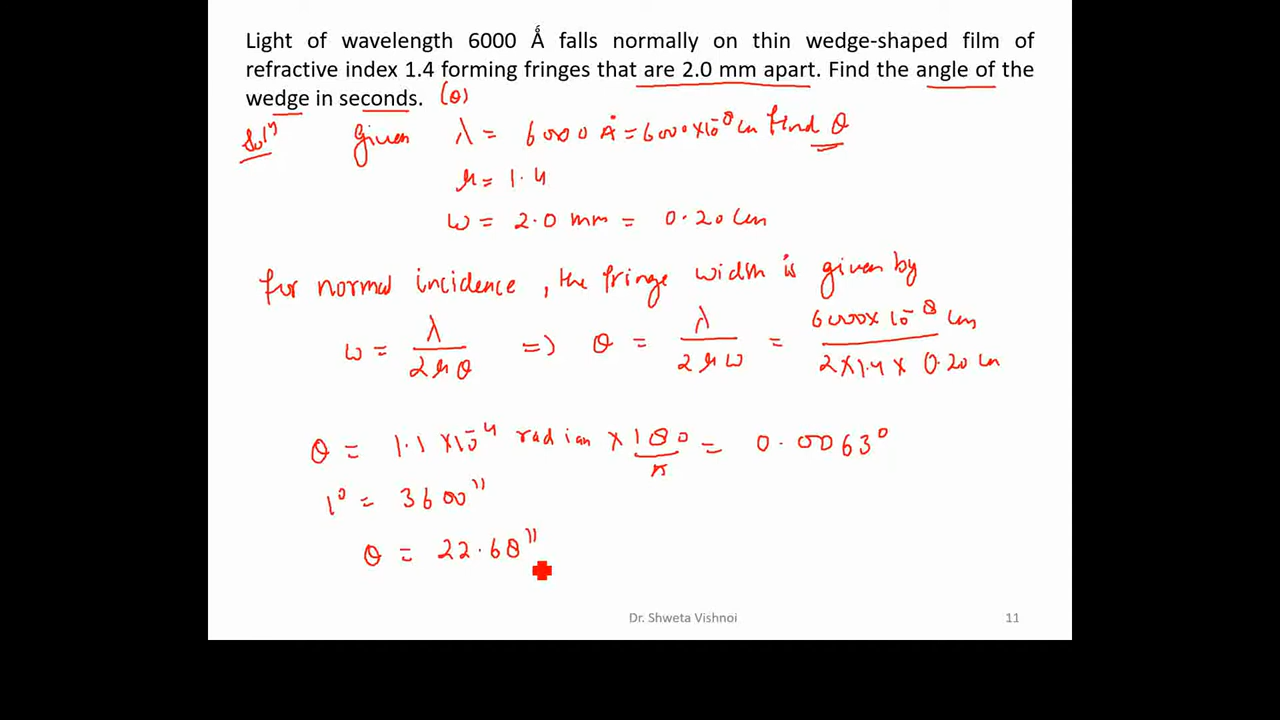 Light of wavelength 6000 Ǻ falls normally on thin wedge-shaped film of
refractive index 1.4 forming fringes that are 2.0 mm apart. Find the angle of the
wedge in seconds. (θ)
Solⁿ Given λ = 6000 Å = 6000×10⁻⁸ cm find θ
μ = 1.4
ω = 2.0 mm = 0.20 cm
for normal incidence, the fringe width is given by
ω = λ/2μθ => θ = λ/2μω = 6000×10⁻⁸ cm/2×1.4×0.20 cm
θ = 1.1×10⁻⁴ radian × 180/π = 0.0063°
1° = 3600"
θ = 22.68"
Dr. Shweta Vishnoi 11